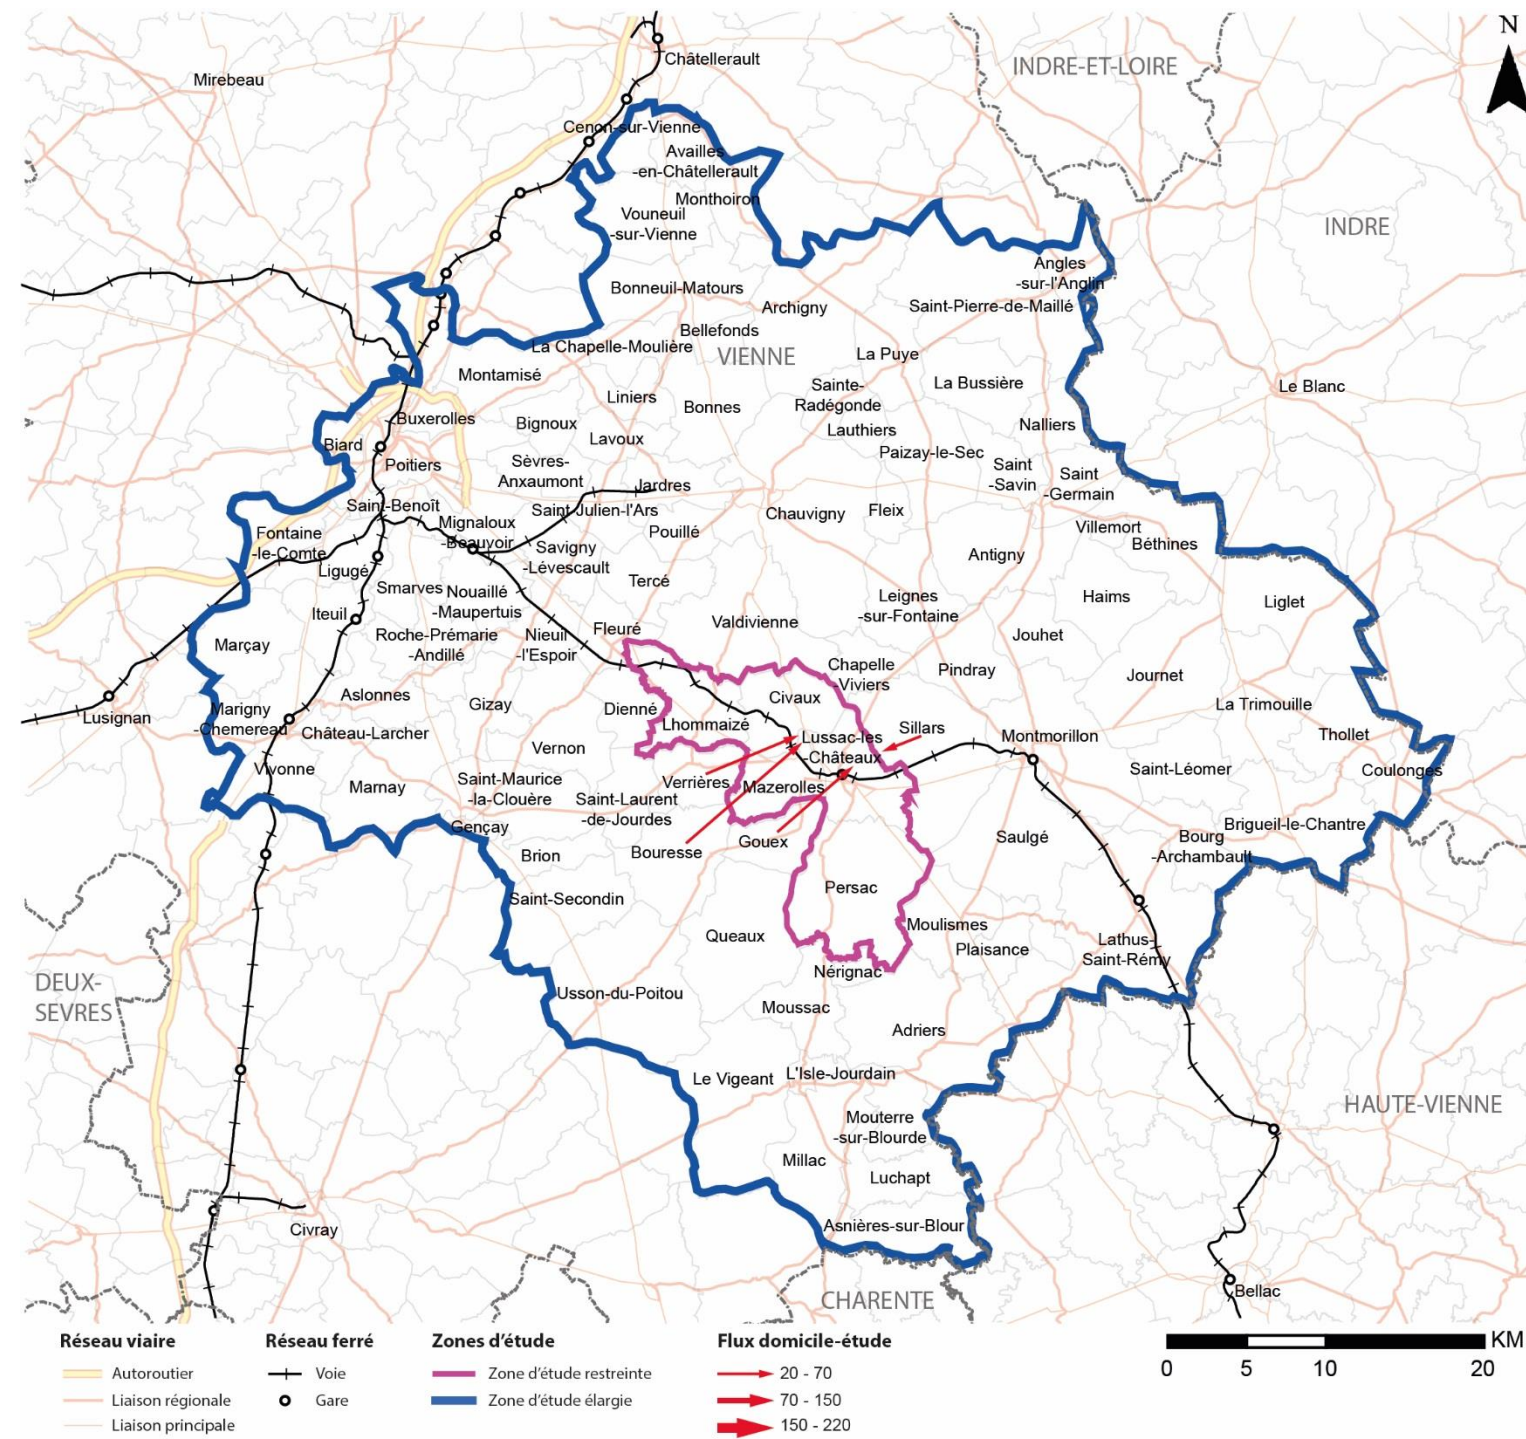 N
Châtellerault
INDRE-ET-LOIRE
Mirebeau
Cenon-sur-Vienne
Availles
-en-Châtellerault
Monthoiron
Vouneuil
-sur-Vienne
INDRE
Angles
-sur-l'Anglin
Bonneuil-Matours
Archigny
Saint-Pierre-de-Maillé
Bellefonds
La Chapelle-Moulière
VIENNE
La Puye
Montamisé
Sainte-
Radégonde
La Bussière
Le Blanc
Liniers
Bonnes
Buxerolles
Bignoux
Lauthiers
Nalliers
Lavoux
Biard
Paizay-le-Sec
Poitiers
Sèvres-
Anxaumont
Saint
-Savin
Saint
-Germain
Jardres
Saint-Benoît
Saint Julien-l'Ars
Chauvigny
Fleix
Mignaloux
-Beauvoir
Villemort
Fontaine
-le-Comte
Pouillé
Béthines
Savigny
-Lévescault
Antigny
Ligugé
Tercé
Smarves
Nouaillé
-Maupertuis
Leignes
-sur-Fontaine
Haims
Liglet
Iteuil
Valdivienne
Fleuré
Marçay
Roche-Prémarie
-Andillé
Nieuil
-l'Espoir
Jouhet
Chapelle
-Viviers
Pindray
Journet
Aslonnes
Civaux
Gizay
Dienné
La Trimouille
Marigny
-Chemereau
Lusignan
Lhommaizé
Sillars
Château-Larcher
Lussac-les
-Châteaux
Montmorillon
Thollet
Vernon
Vivonne
Saint-Léomer
Coulonges
Verrières
Saint-Maurice
-la-Clouère
Marnay
Mazerolles
Saint-Laurent
-de-Jourdes
Brigueil-le-Chantre
Gençay
Saulgé
Bourg
-Archambault
Gouex
Bouresse
Brion
Persac
Saint-Secondin
Moulismes
Queaux
Plaisance
Lathus-
Saint-Rémy
Nérignac
DEUX-
SEVRES
Usson-du-Poitou
Moussac
Adriers
L'Isle-Jourdain
Le Vigeant
HAUTE-VIENNE
Mouterre
-sur-Blourde
Millac
Luchapt
Civray
Asnières-sur-Blour
Bellac
CHARENTE
Réseau viaire
Autoroutier
Liaison régionale
Liaison principale
Réseau ferré
Voie
Gare
Zones d'étude
Zone d'étude restreinte
Zone d'étude élargie
Flux domicile-étude
20 - 70
70 - 150
150 - 220
KM
0 5 10 20